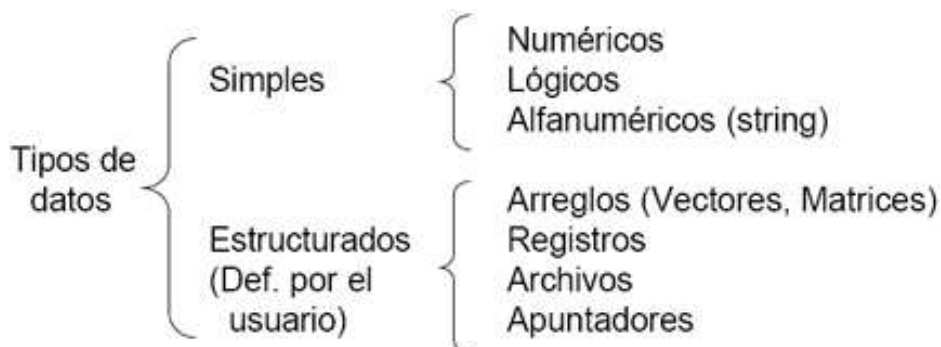 Tipos de
datos
Simples
Numéricos
Lógicos
Alfanuméricos (string)
Estructurados
(Def. por el
usuario)
Arreglos (Vectores, Matrices)
Registros
Archivos
Apuntadores